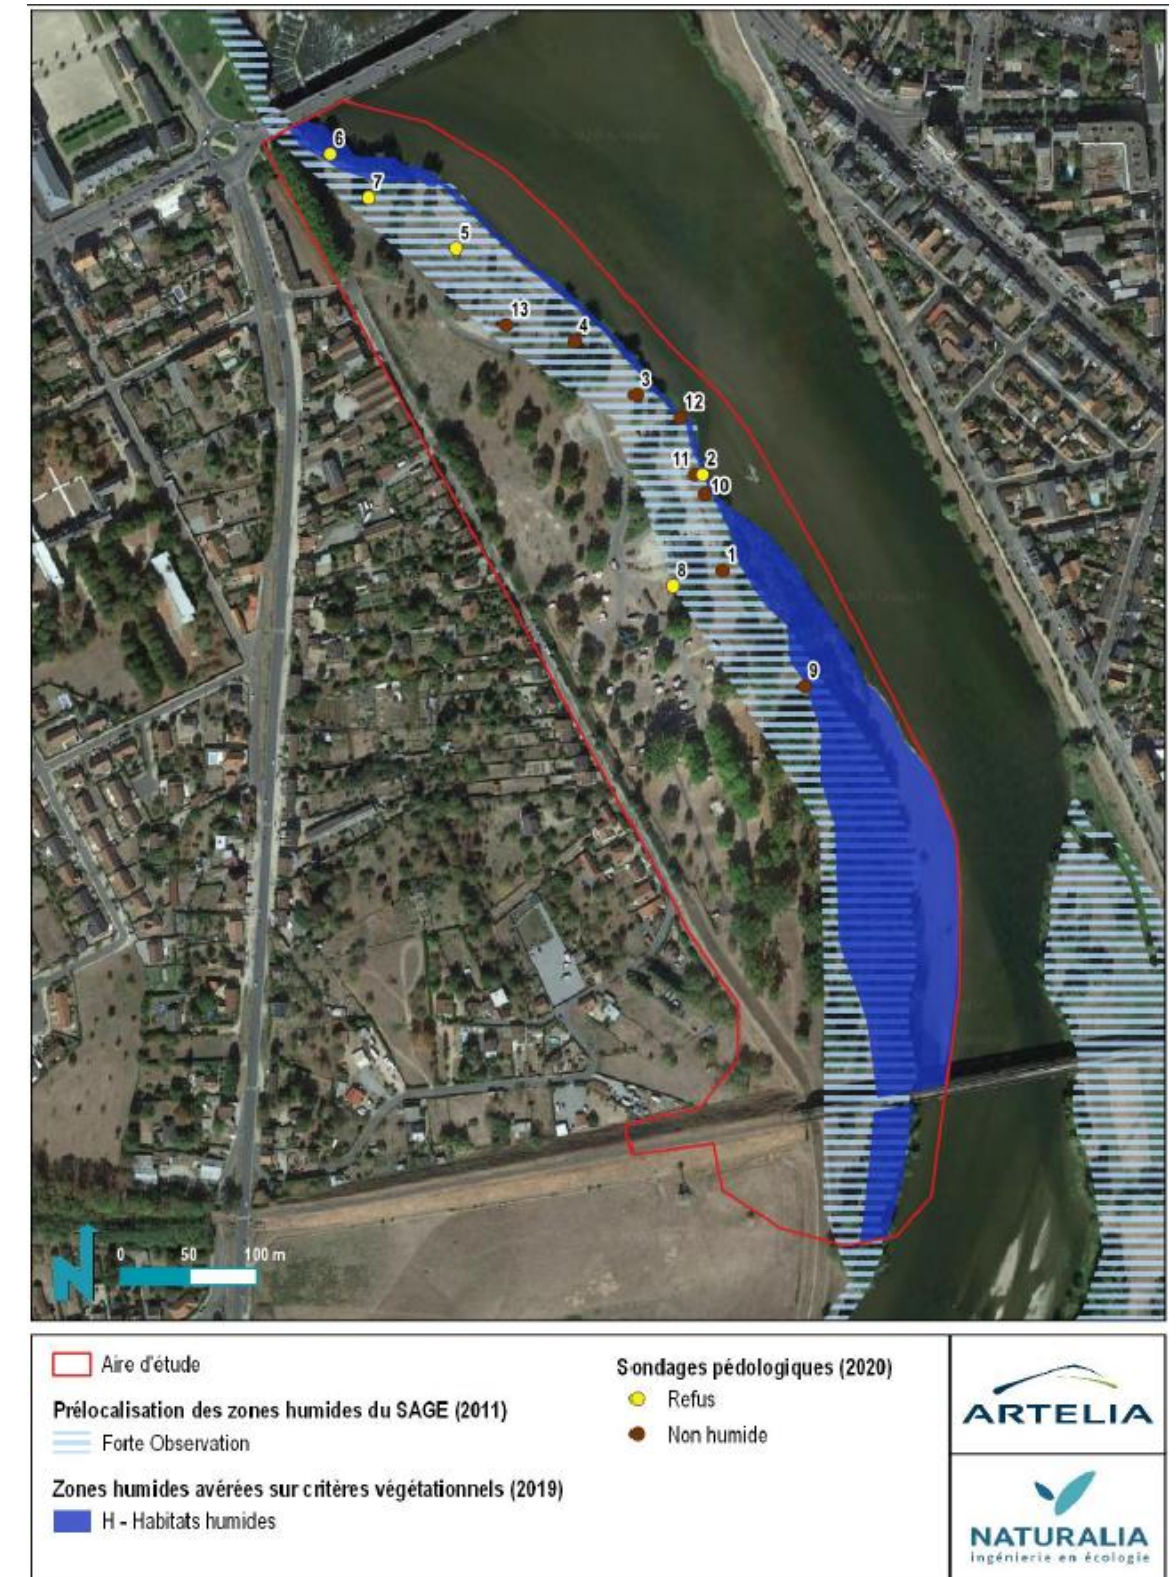 6
7
5
13
4
3
12
11
2
10
1
8
9
0 50 100 m
N
Aire d'étude
Prélocalisation des zones humides du SAGE (2011)
Forte Observation
Zones humides avérées sur critères végétationnels (2019)
H - Habitats humides
Sondages pédologiques (2020)
Refus
Non humide
ARTELIA
NATURALIA
ingénierie en écologie